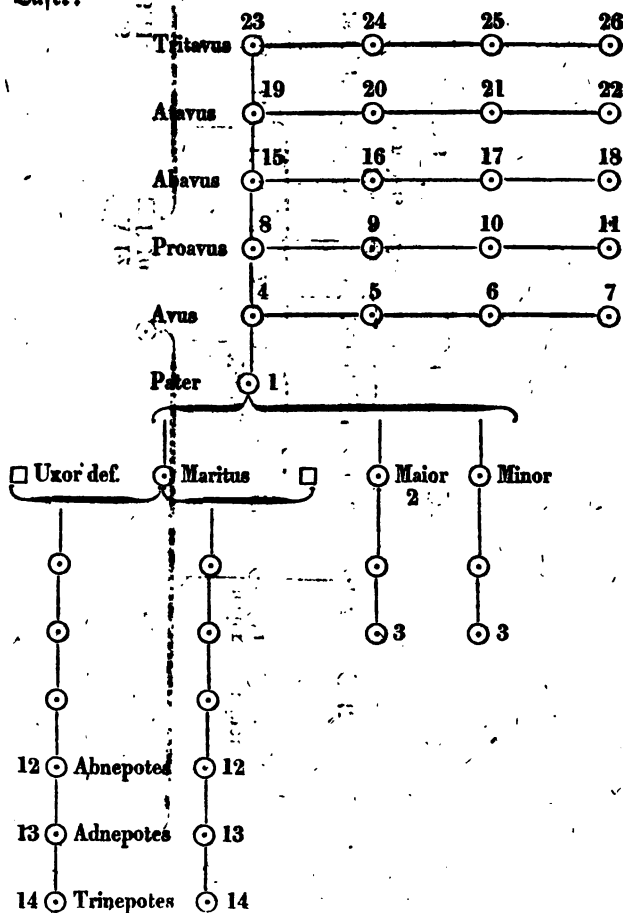 23 24 25 26
Tritavus
19 20 21 22
Atavus
15 16 17 18
Abavus
8 9 10 11
Proavus
4 5 6 7
Avus
Pater 1
Uxor def. Maritus Maior Minor
2
3 3
12 Abnepotes 12
13 Adnepotes 13
14 Trinepotes 14